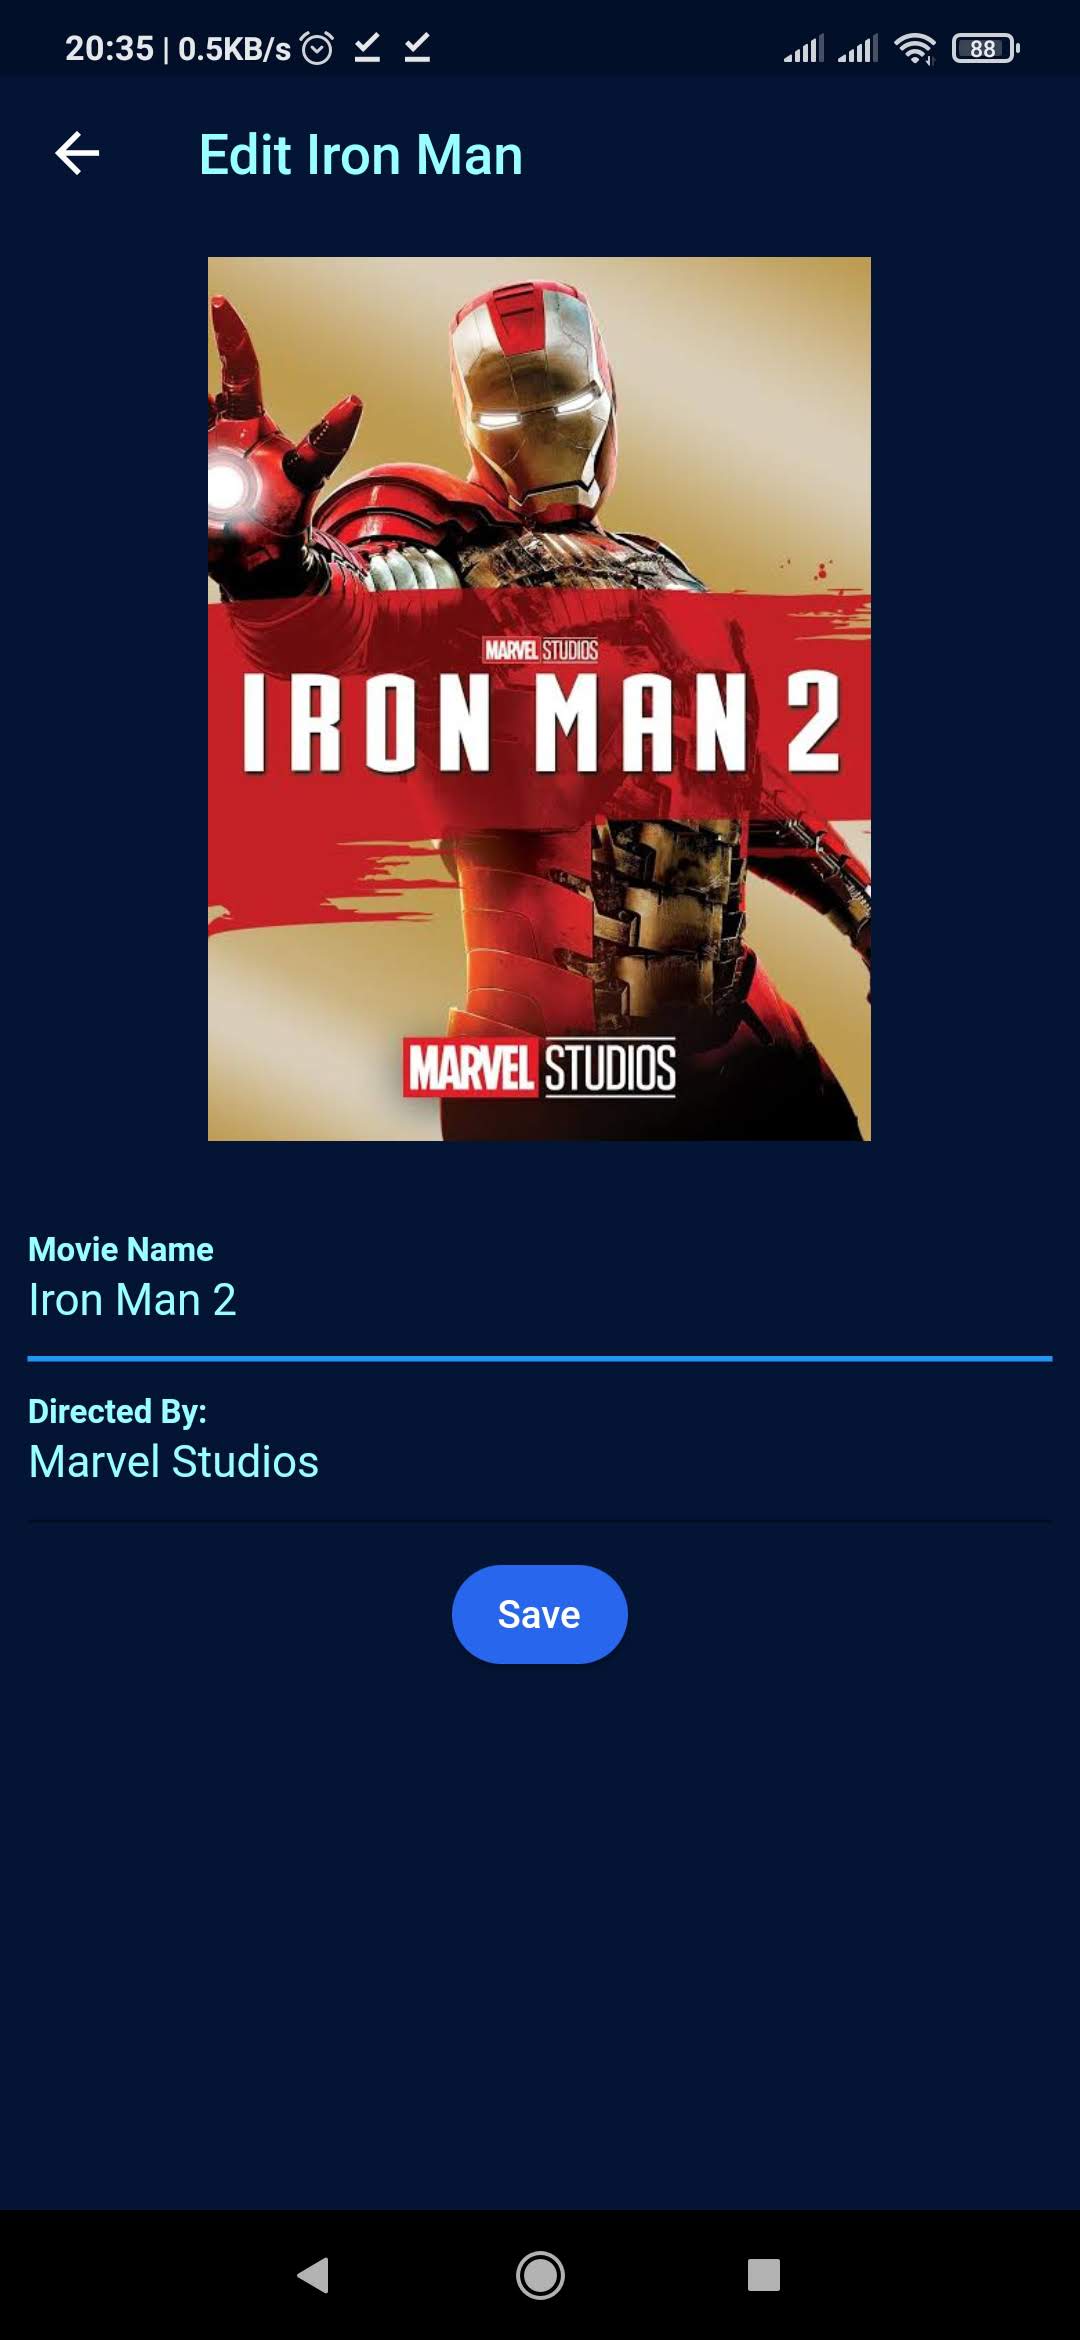 20:35 | 0.5KB/s
88
Edit Iron Man
MARVEL STUDIOS
IRON MAN 2
MARVEL STUDIOS
Movie Name
Iron Man 2
Directed By:
Marvel Studios
Save